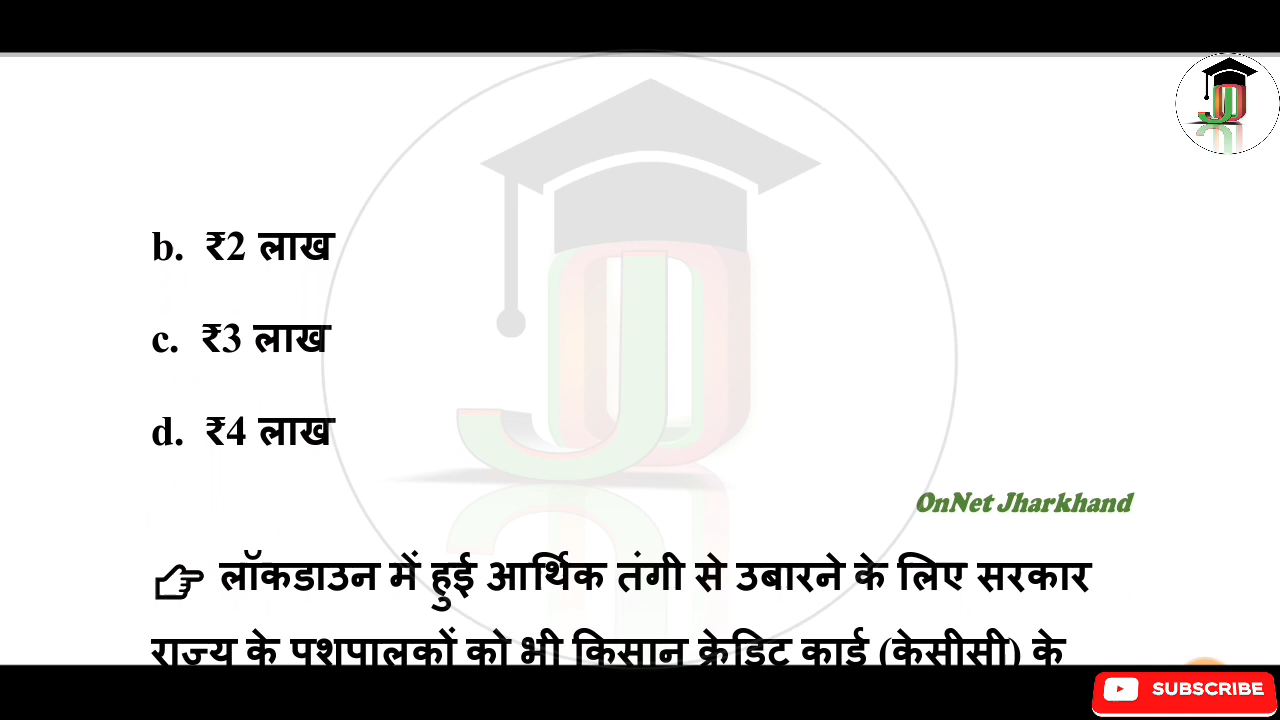 b. ₹2 लाख
c. ₹3 लाख
d. ₹4 लाख
OnNet Jharkhand
लॉकडाउन में हुई आर्थिक तंगी से उबारने के लिए सरकार
राज्य के पशुपालकों को भी किसान क्रेडिट कार्ड (केसीसी) के
SUBSCRIBE